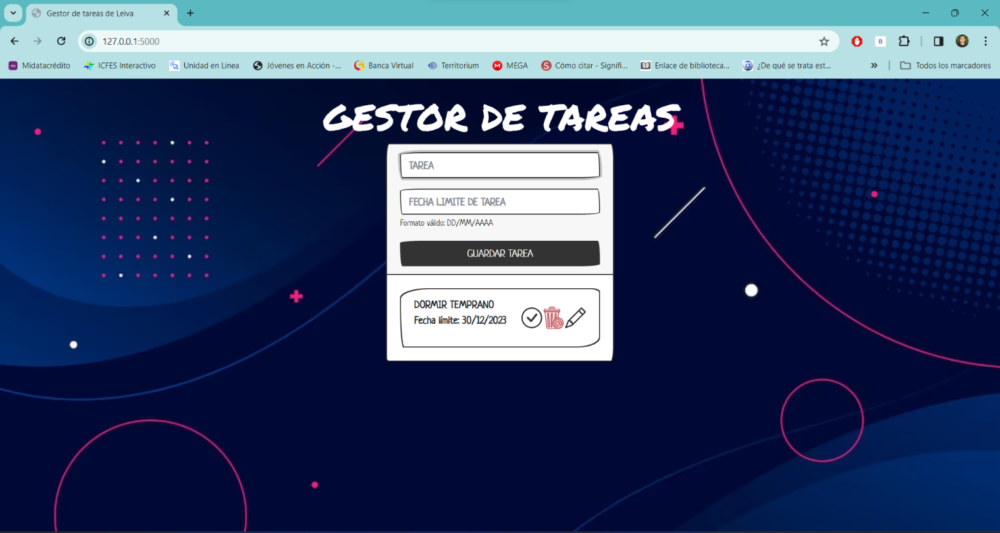 Gestor de tareas de Leiva
127.0.0.1:5000
B
mi Midatacrédito ICFES Interactivo Unidad en Linea Jóvenes en Acción -... Banca Virtual Territorium M MEGA S Cómo citar - Signifi... Enlace de biblioteca... ¿De qué se trata est... Todos los marcadores
GESTOR DE TAREAS
TAREA
FECHA LIMITE DE TAREA
Formato válido: DD/MM/AAAA
GUARDAR TAREA
DORMIR TEMPRANO
Fecha límite: 30/12/2023